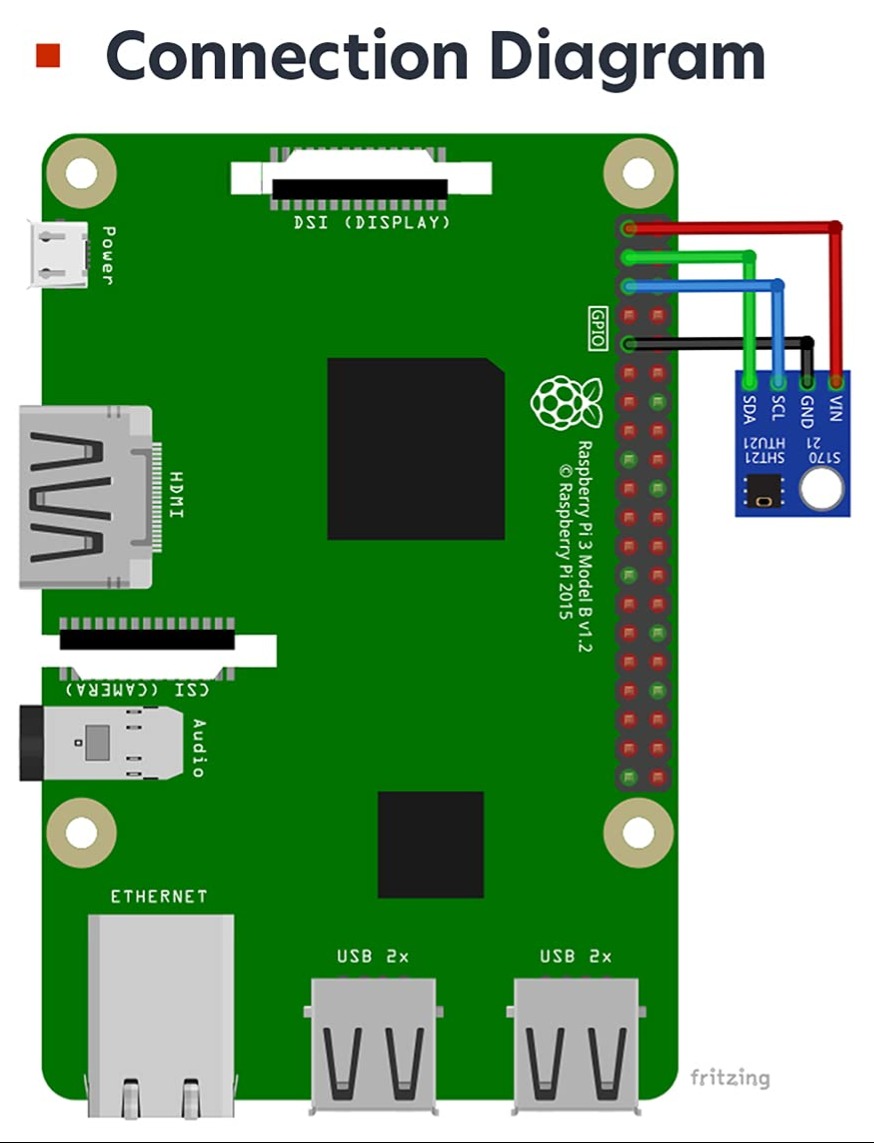 Connection Diagram
DSI (DISPLAY)
Power
GPIO
SDA
SCL
GND
VIN
SHT21
HTU21
S170
21
HDMI
Raspberry Pi 3 Model B v1.2
© Raspberry Pi 2015
CSI (CAMERA)
Audio
ETHERNET
USB 2x
USB 2x
fritzing